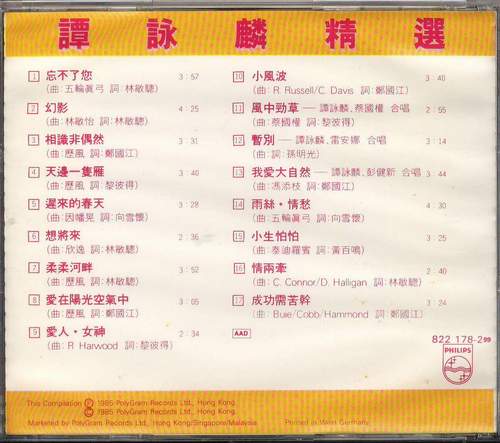 譚詠麟精選
1 忘不了您 3:57
(曲:五輪眞弓 詞:林敏聰)
2 幻影 4:25
(曲:林敏怡 詞:林敏聰)
3 相識非偶然 3:31
(曲:歷風 詞:鄭國江)
4 天邊一隻雁 3:40
(曲:歷風 詞:黎彼得)
5 遲來的春天 3:28
(曲:因幡晃 詞:向雪懷)
6 想將來 2:36
(曲:欣逸 詞:林敏聰)
7 柔柔河畔 3:52
(曲:歷風 詞:林敏聰)
8 愛在陽光空氣中 3:05
(曲:歷風 詞:鄭國江)
9 愛人·女神 2:34
(曲:R Harwood 詞:黎彼得)
10 小風波 3:40
(曲:R. Russell/C. Davis 詞:鄭國江)
11 風中勁草—譚詠麟,蔡國權 合唱 2:55
(曲:蔡國權 詞:黎彼得)
12 暫別—譚詠麟,雷安娜 合唱 3:14
(曲:詞:孫明光)
13 我愛大自然—譚詠麟,彭健新 合唱 3:44
(曲:馮添枝 詞:鄭國江)
14 雨絲·情愁 4:30
(曲:五輪眞弓 詞:向雪懷)
15 小生怕怕 3:25
(曲:泰迪羅賓 詞:黃百鳴)
16 情兩牽 2:40
(曲:C. Connor/D. Halligan 詞:林敏聰)
17 成功需苦幹 3:24
(曲:Buie/Cobb/Hammond 詞:鄭國江)
AAD
822 178-2 99
PHILIPS
This Compilation Ⓟ 1985 PolyGram Records Ltd., Hong Kong.
© 1985 PolyGram Records Ltd., Hong Kong.
Marketed by PolyGram Records Ltd., Hong Kong/Singapore/Malaysia
Printed in West Germany